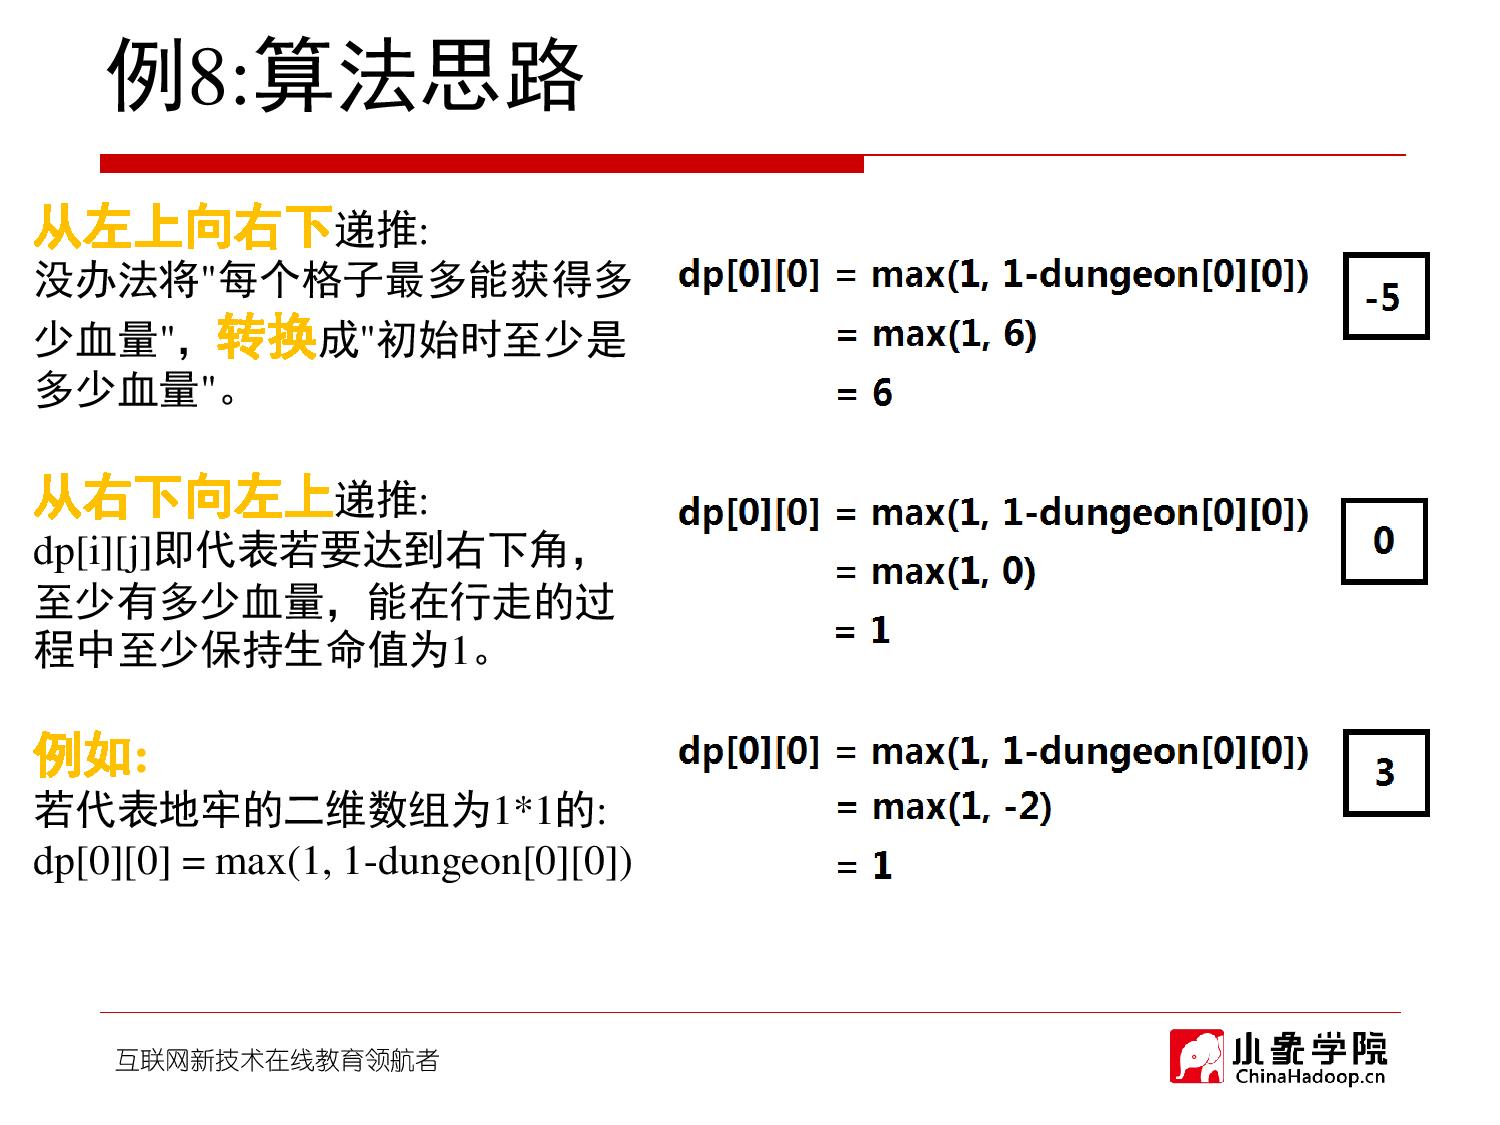 例8:算法思路
从左上向右下递推:
没办法将"每个格子最多能获得多
少血量"，转换成"初始时至少是
多少血量"。
从右下向左上递推:
dp[i][j]即代表若要达到右下角，
至少有多少血量，能在行走的过
程中至少保持生命值为1。
例如:
若代表地牢的二维数组为1*1的:
dp[0][0] = max(1, 1-dungeon[0][0])
dp[0][0] = max(1, 1-dungeon[0][0])
= max(1, 6)
= 6
-5
dp[0][0] = max(1, 1-dungeon[0][0])
= max(1, 0)
= 1
0
dp[0][0] = max(1, 1-dungeon[0][0])
= max(1, -2)
= 1
3
互联网新技术在线教育领航者
小象学院
ChinaHadoop.cn